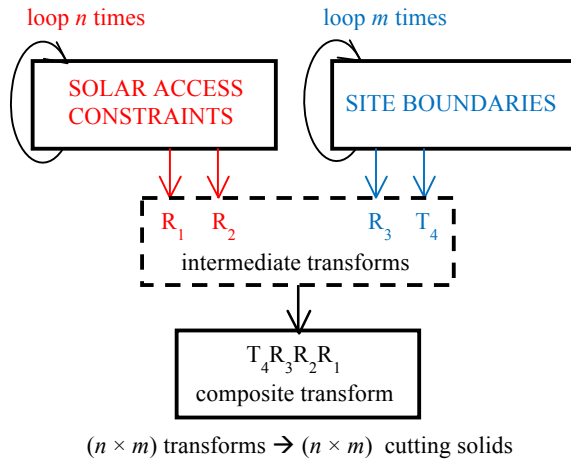 loop n times
loop m times
SOLAR ACCESS
CONSTRAINTS
SITE BOUNDARIES
R₁ R₂ R₃ T₄
intermediate transforms
T₄R₃R₂R₁
composite transform
(n × m) transforms → (n × m) cutting solids